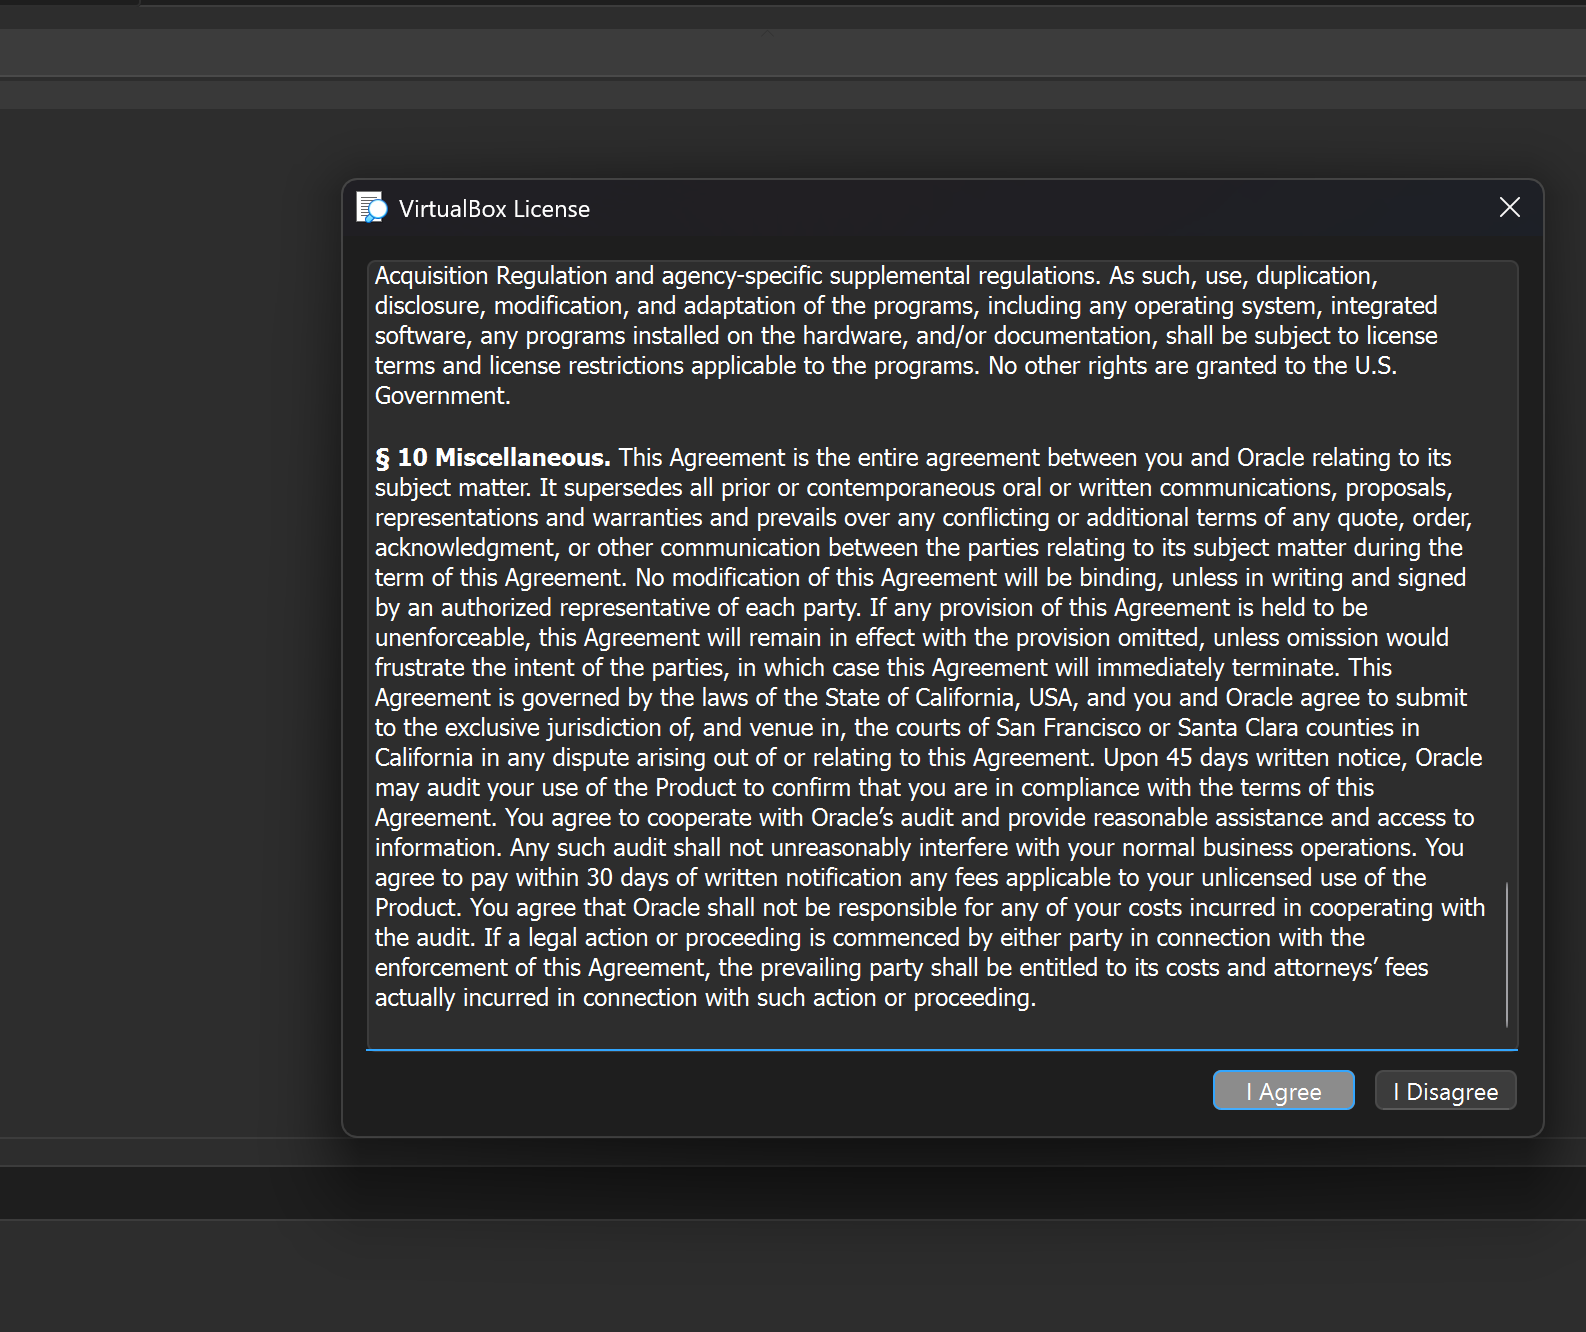 VirtualBox License
Acquisition Regulation and agency-specific supplemental regulations. As such, use, duplication,
disclosure, modification, and adaptation of the programs, including any operating system, integrated
software, any programs installed on the hardware, and/or documentation, shall be subject to license
terms and license restrictions applicable to the programs. No other rights are granted to the U.S.
Government.
§ 10 Miscellaneous. This Agreement is the entire agreement between you and Oracle relating to its
subject matter. It supersedes all prior or contemporaneous oral or written communications, proposals,
representations and warranties and prevails over any conflicting or additional terms of any quote, order,
acknowledgment, or other communication between the parties relating to its subject matter during the
term of this Agreement. No modification of this Agreement will be binding, unless in writing and signed
by an authorized representative of each party. If any provision of this Agreement is held to be
unenforceable, this Agreement will remain in effect with the provision omitted, unless omission would
frustrate the intent of the parties, in which case this Agreement will immediately terminate. This
Agreement is governed by the laws of the State of California, USA, and you and Oracle agree to submit
to the exclusive jurisdiction of, and venue in, the courts of San Francisco or Santa Clara counties in
California in any dispute arising out of or relating to this Agreement. Upon 45 days written notice, Oracle
may audit your use of the Product to confirm that you are in compliance with the terms of this
Agreement. You agree to cooperate with Oracle’s audit and provide reasonable assistance and access to
information. Any such audit shall not unreasonably interfere with your normal business operations. You
agree to pay within 30 days of written notification any fees applicable to your unlicensed use of the
Product. You agree that Oracle shall not be responsible for any of your costs incurred in cooperating with
the audit. If a legal action or proceeding is commenced by either party in connection with the
enforcement of this Agreement, the prevailing party shall be entitled to its costs and attorneys’ fees
actually incurred in connection with such action or proceeding.
I Agree
I Disagree